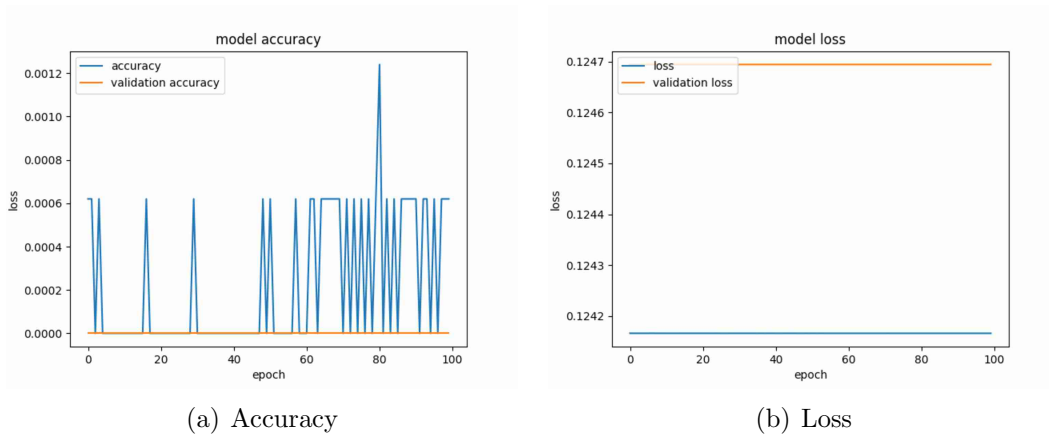 model accuracy
accuracy
validation accuracy
0.0012
0.0010
0.0008
0.0006
0.0004
0.0002
0.0000
loss
0 20 40 60 80 100
epoch
(a) Accuracy
model loss
loss
validation loss
0.1247
0.1246
0.1245
0.1244
0.1243
0.1242
loss
0 20 40 60 80 100
epoch
(b) Loss